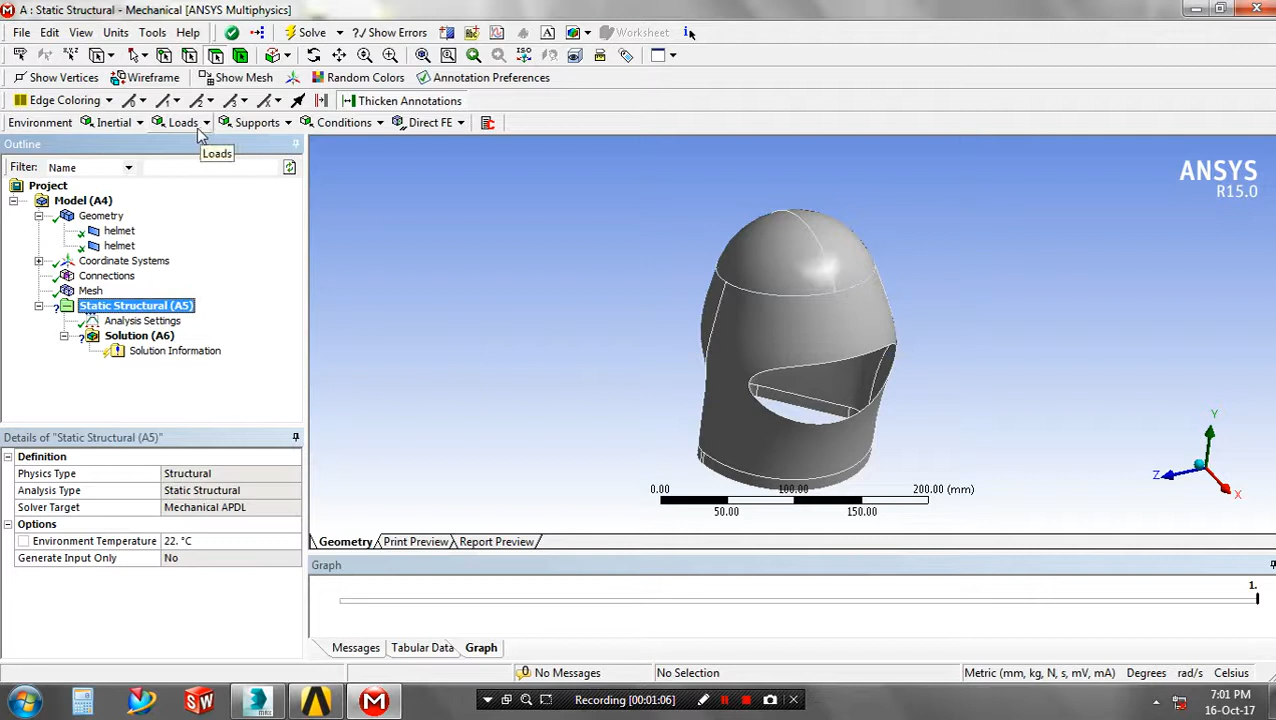 A : Static Structural - Mechanical [ANSYS Multiphysics]
File Edit View Units Tools Help Solve ?/ Show Errors Worksheet
Show Vertices Wireframe Show Mesh Random Colors Annotation Preferences
Edge Coloring Thicken Annotations
Environment Inertial Loads Supports Conditions Direct FE
Outline
Loads
Filter: Name
Project
Model (A4)
Geometry
helmet
helmet
Coordinate Systems
Connections
Mesh
Static Structural (A5)
Analysis Settings
Solution (A6)
Solution Information
ANSYS
R15.0
Y
Z
X
0.00 100.00 200.00 (mm)
50.00 150.00
Details of "Static Structural (A5)"
Definition
Physics Type Structural
Analysis Type Static Structural
Solver Target Mechanical APDL
Options
Environment Temperature 22. °C
Generate Input Only No
Geometry Print Preview Report Preview
Graph
1.
Messages Tabular Data Graph
0 No Messages No Selection Metric (mm, kg, N, s, mV, mA) Degrees rad/s Celsius
Recording [00:01:06]
7:01 PM
16-Oct-17